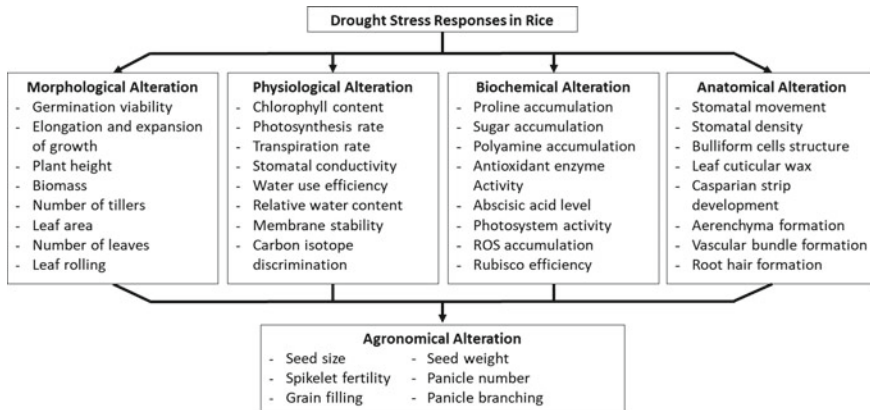 Drought Stress Responses in Rice
Morphological Alteration
- Germination viability
- Elongation and expansion
of growth
- Plant height
- Biomass
- Number of tillers
- Leaf area
- Number of leaves
- Leaf rolling
Physiological Alteration
- Chlorophyll content
- Photosynthesis rate
- Transpiration rate
- Stomatal conductivity
- Water use efficiency
- Relative water content
- Membrane stability
- Carbon isotope
discrimination
Biochemical Alteration
- Proline accumulation
- Sugar accumulation
- Polyamine accumulation
- Antioxidant enzyme
Activity
- Abscisic acid level
- Photosystem activity
- ROS accumulation
- Rubisco efficiency
Anatomical Alteration
- Stomatal movement
- Stomatal density
- Bulliform cells structure
- Leaf cuticular wax
- Casparian strip
development
- Aerenchyma formation
- Vascular bundle formation
- Root hair formation
Agronomical Alteration
- Seed size
- Spikelet fertility
- Grain filling
- Seed weight
- Panicle number
- Panicle branching